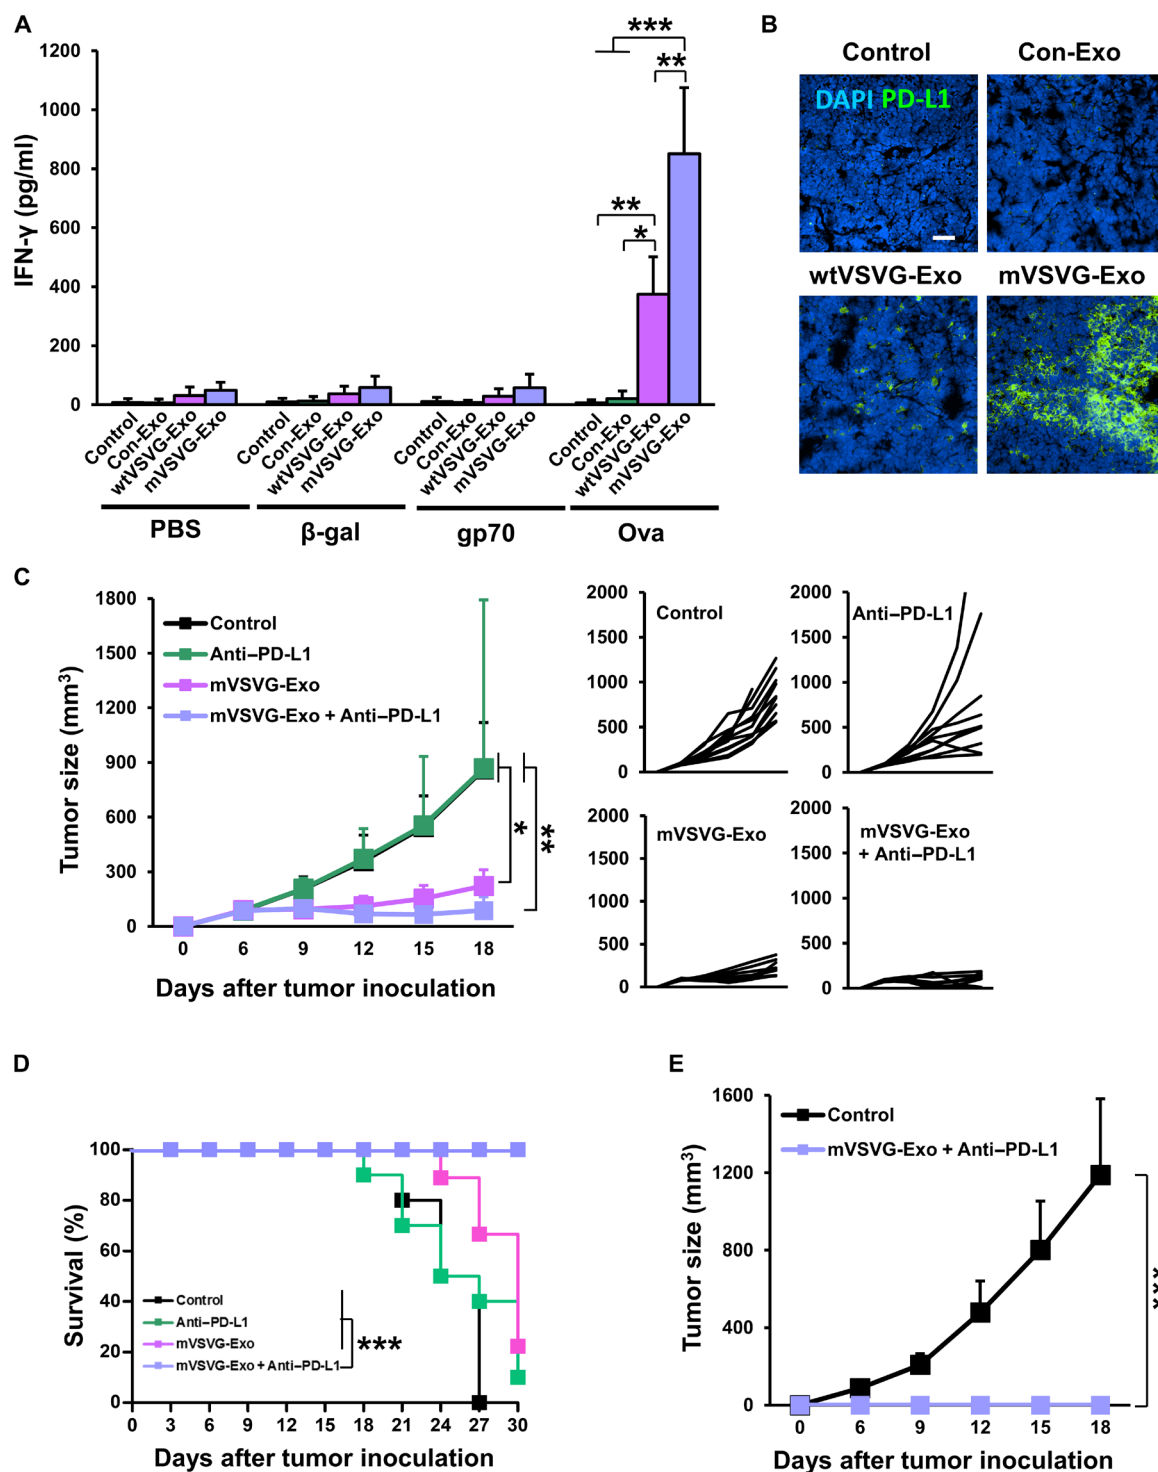 A
IFN-γ (pg/ml)
1200
1000
800
600
400
200
0
***
**
**
*
Control
Con-Exo
wtVSVG-Exo
mVSVG-Exo
Control
Con-Exo
wtVSVG-Exo
mVSVG-Exo
Control
Con-Exo
wtVSVG-Exo
mVSVG-Exo
Control
Con-Exo
wtVSVG-Exo
mVSVG-Exo
PBS
β-gal
gp70
Ova
B
Control
Con-Exo
DAPI PD-L1
wtVSVG-Exo
mVSVG-Exo
C
Tumor size (mm³)
1800
1500
1200
900
600
300
0
Control
Anti–PD-L1
mVSVG-Exo
mVSVG-Exo + Anti–PD-L1
*
**
0 6 9 12 15 18
Days after tumor inoculation
2000
1500
1000
500
0
Control
2000
1500
1000
500
0
Anti–PD-L1
2000
1500
1000
500
0
mVSVG-Exo
2000
1500
1000
500
0
mVSVG-Exo
+ Anti–PD-L1
D
Survival (%)
100
80
60
40
20
0
Control
Anti–PD-L1
mVSVG-Exo
mVSVG-Exo + Anti–PD-L1
***
0 3 6 9 12 15 18 21 24 27 30
Days after tumor inoculation
E
Tumor size (mm³)
1600
1200
800
400
0
Control
mVSVG-Exo + Anti–PD-L1
***
0 6 9 12 15 18
Days after tumor inoculation